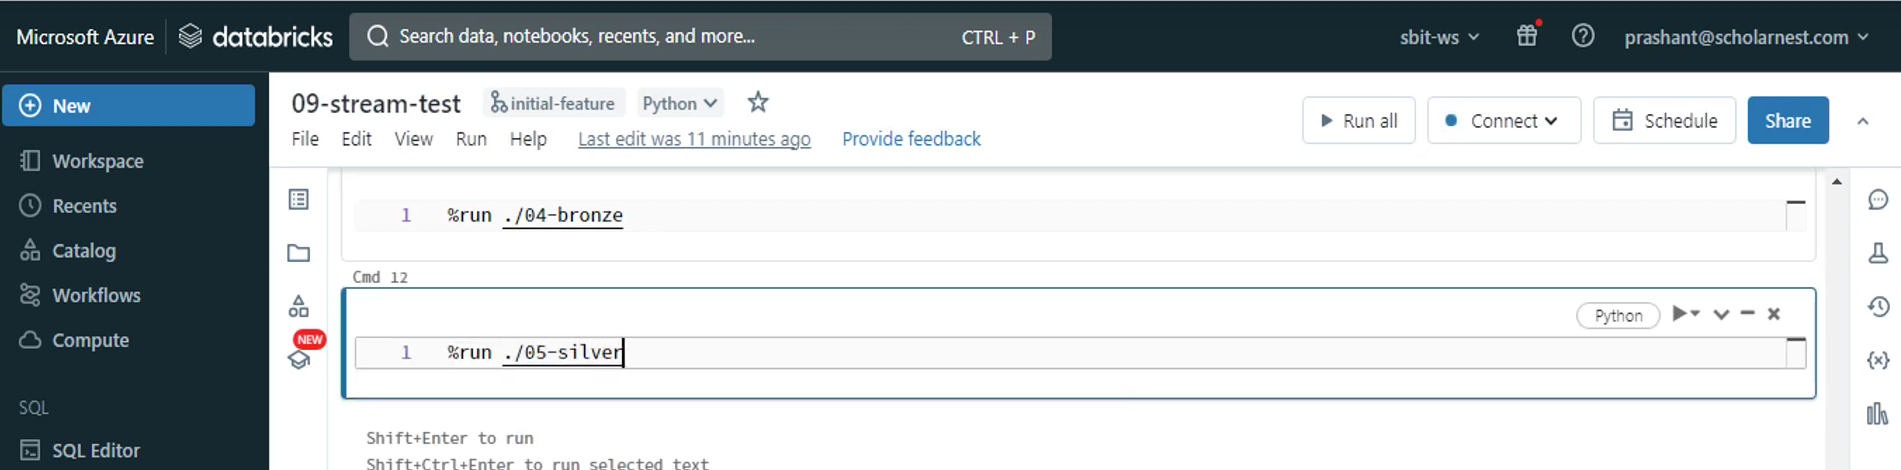 Microsoft Azure databricks Search data, notebooks, recents, and more... CTRL + P sbit-ws prashant@scholarnest.com
New
Workspace
Recents
Catalog
Workflows
Compute
SQL
SQL Editor
09-stream-test initial-feature Python
File Edit View Run Help Last edit was 11 minutes ago Provide feedback
Run all Connect Schedule Share
NEW
1 %run ./04-bronze
Cmd 12
Python
1 %run ./05-silver
Shift+Enter to run
Shift+Ctrl+Enter to run selected text